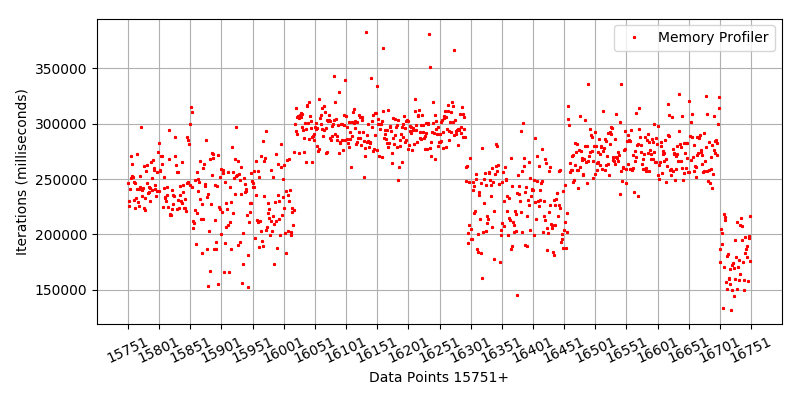 Memory Profiler
350000
300000
250000
200000
150000
Iterations (milliseconds)
15751 15801 15851 15901 15951 16001 16051 16101 16151 16201 16251 16301 16351 16401 16451 16501 16551 16601 16651 16701 16751
Data Points 15751+